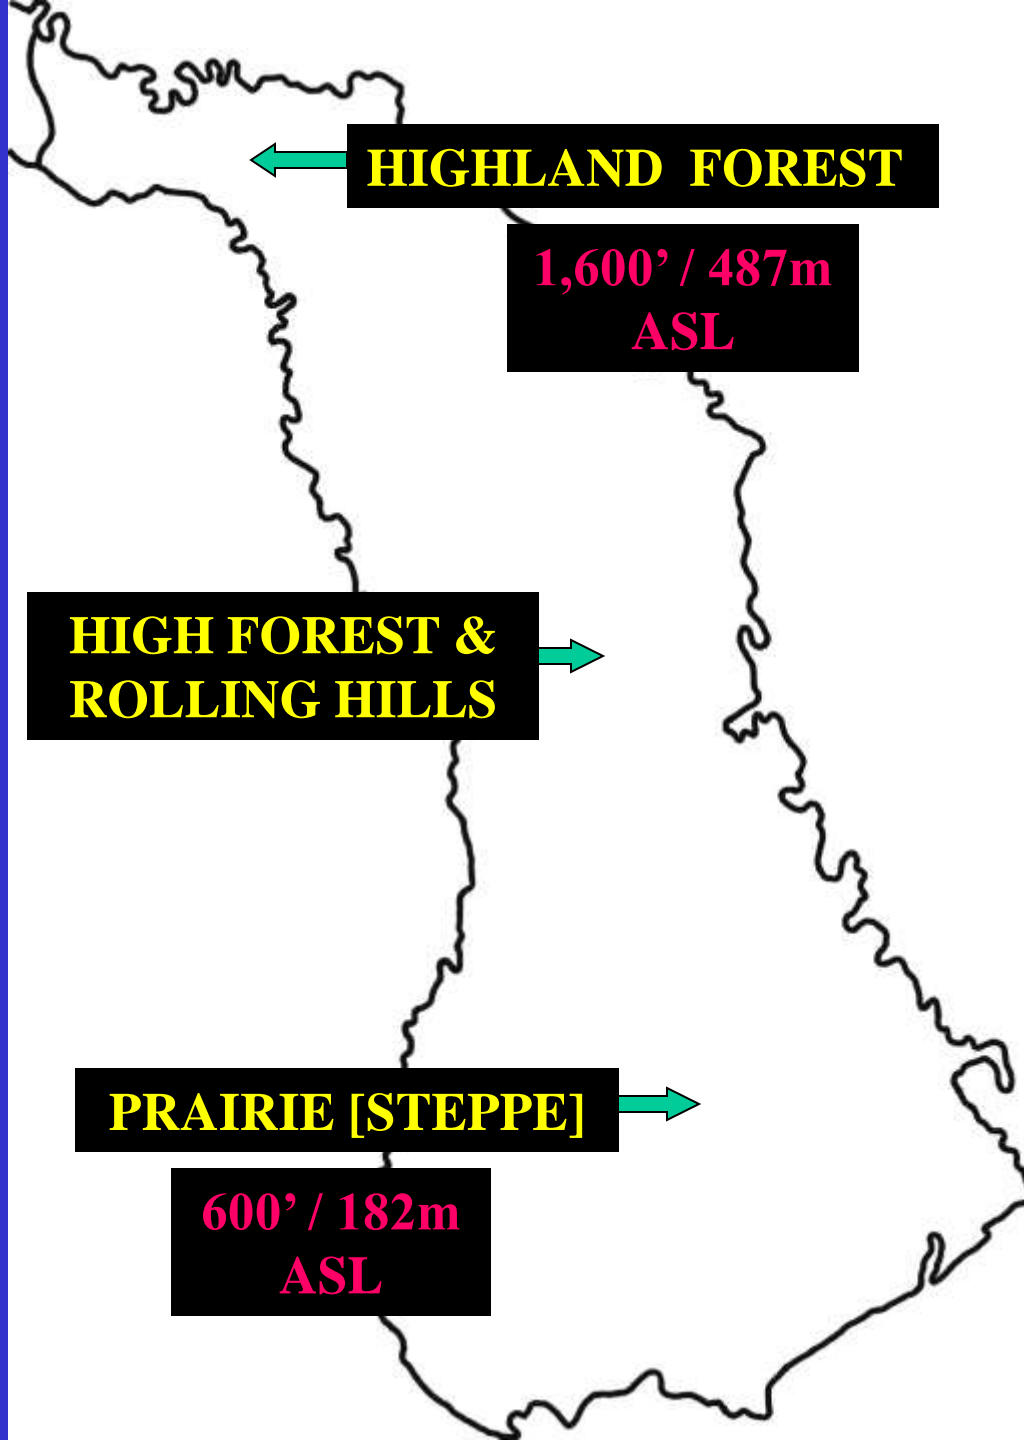 HIGHLAND FOREST
1,600’ / 487m
ASL
HIGH FOREST &
ROLLING HILLS
PRAIRIE [STEPPE]
600’ / 182m
ASL